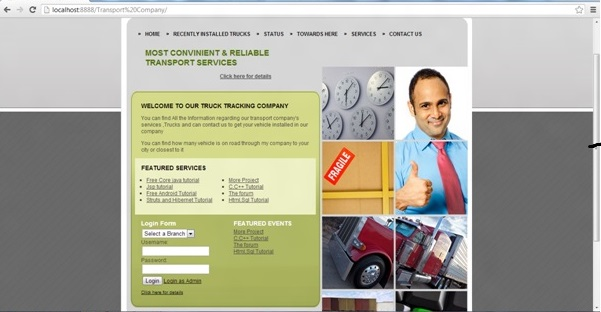 localhost:8888/Transport%20Company/
HOME
RECENTLY INSTALLED TRUCKS
STATUS
TOWARDS HERE
SERVICES
CONTACT US
MOST CONVINIENT & RELIABLE
TRANSPORT SERVICES
Click here for details
WELCOME TO OUR TRUCK TRACKING COMPANY
You can find All the Information regarding our transport company's
services ,Trucks and can contact us to get your vehicle installed in our
company
You can find how many vehicle is on road through my company to your
city or closest to it
FEATURED SERVICES
Free Core java tutorial
Jsp tutorial
Free Android Tutorial
Struts and Hibernet Tutorial
More Project
C,C++ Tutorial
The forum
Html,Sql Tutorial
FRAGILE
Login Form
Select a Branch
Username:
Password:
Login Login as Admin
Click here for details
FEATURED EVENTS
More Project
C,C++ Tutorial
The forum
Html,Sql Tutorial